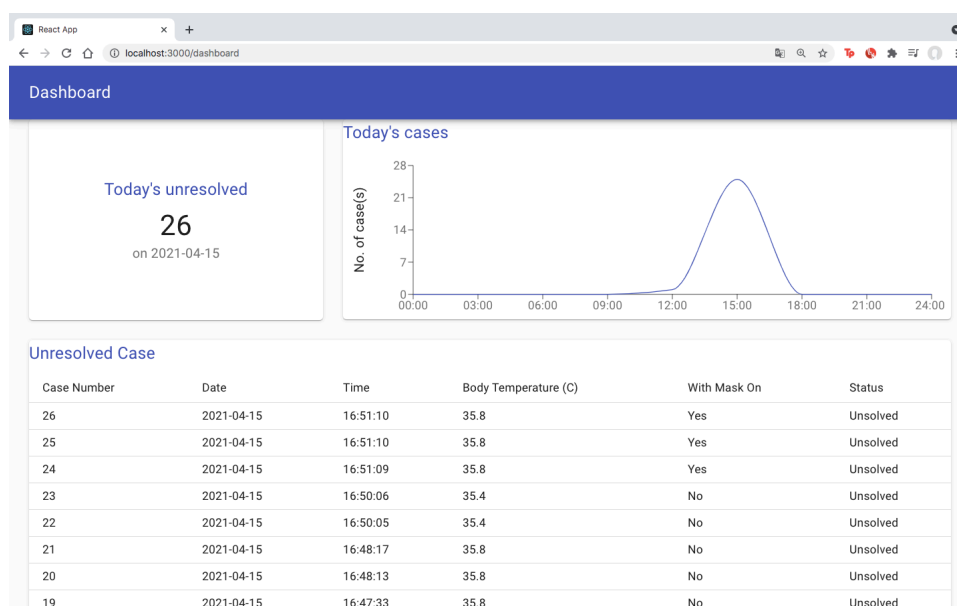 React App
localhost:3000/dashboard
Tp
Dashboard
Today's unresolved
26
on 2021-04-15
Today's cases
No. of case(s)
28
21
14
7
0
00:00 03:00 06:00 09:00 12:00 15:00 18:00 21:00 24:00
Unresolved Case
Case Number Date Time Body Temperature (C) With Mask On Status
26 2021-04-15 16:51:10 35.8 Yes Unsolved
25 2021-04-15 16:51:10 35.8 Yes Unsolved
24 2021-04-15 16:51:09 35.8 Yes Unsolved
23 2021-04-15 16:50:06 35.4 No Unsolved
22 2021-04-15 16:50:05 35.4 No Unsolved
21 2021-04-15 16:48:17 35.8 No Unsolved
20 2021-04-15 16:48:13 35.8 No Unsolved
19 2021-04-15 16:47:33 35.8 No Unsolved